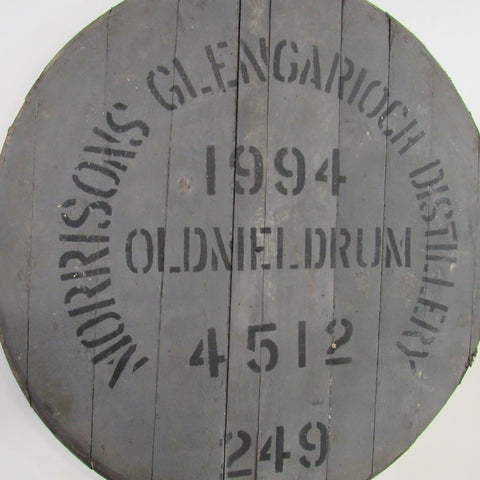 MORRISONS GLENGARIOCH DISTILLERY
1994
OLDMELDRUM
4512
249